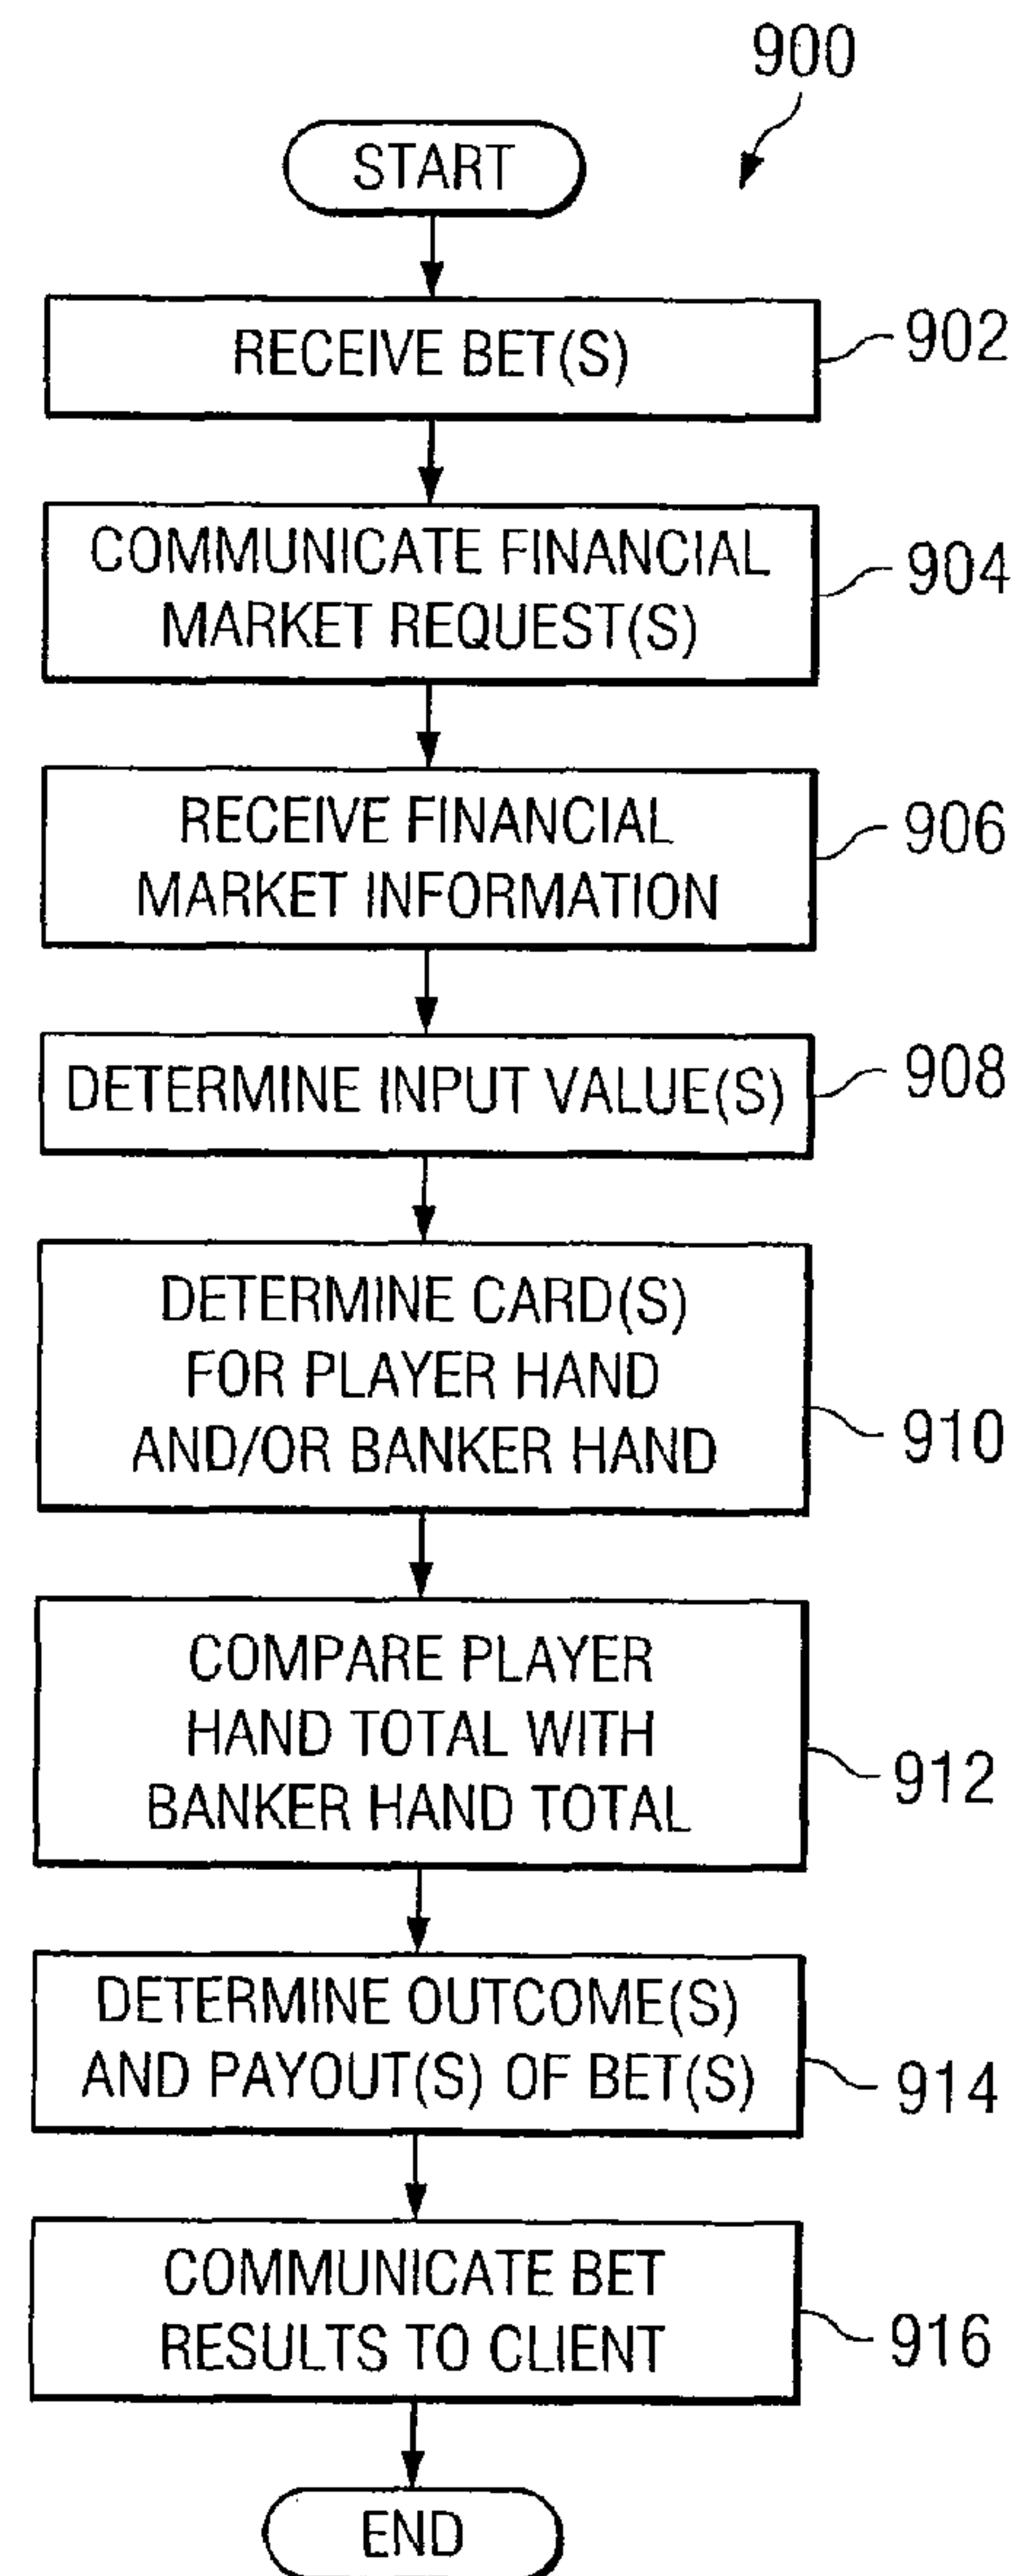 900
START
RECEIVE BET(S)
902
COMMUNICATE FINANCIAL
MARKET REQUEST(S)
904
RECEIVE FINANCIAL
MARKET INFORMATION
906
DETERMINE INPUT VALUE(S)
908
DETERMINE CARD(S)
FOR PLAYER HAND
AND/OR BANKER HAND
910
COMPARE PLAYER
HAND TOTAL WITH
BANKER HAND TOTAL
912
DETERMINE OUTCOME(S)
AND PAYOUT(S) OF BET(S)
914
COMMUNICATE BET
RESULTS TO CLIENT
916
END